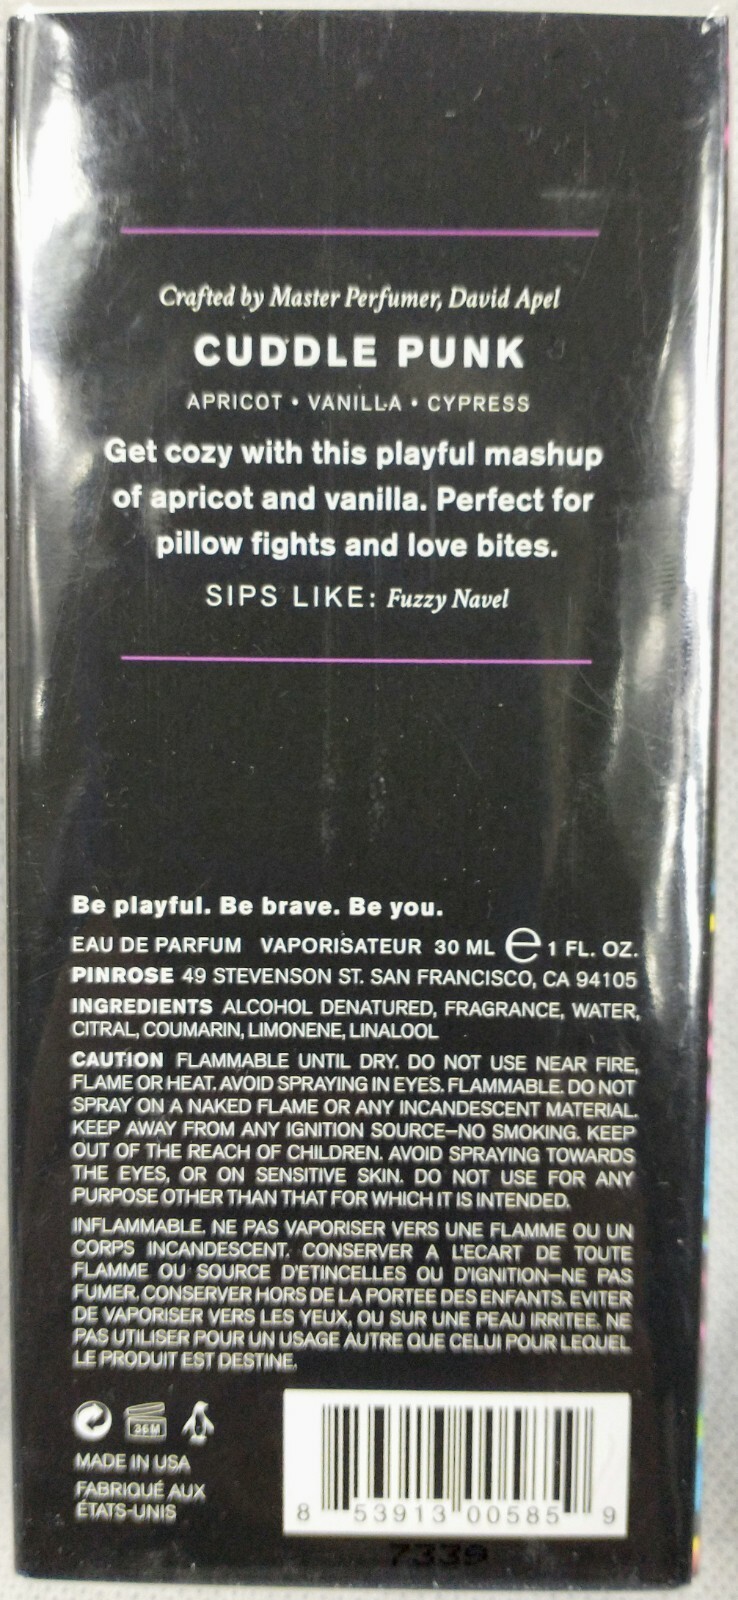 Crafted by Master Perfumer, David Apel
CUDDLE PUNK
APRICOT • VANILLA • CYPRESS
Get cozy with this playful mashup
of apricot and vanilla. Perfect for
pillow fights and love bites.
SIPS LIKE: Fuzzy Navel
Be playful. Be brave. Be you.
EAU DE PARFUM VAPORISATEUR 30 ML ℮ 1 FL. OZ.
PINROSE 49 STEVENSON ST. SAN FRANCISCO, CA 94105
INGREDIENTS ALCOHOL DENATURED, FRAGRANCE, WATER,
CITRAL, COUMARIN, LIMONENE, LINALOOL
CAUTION FLAMMABLE UNTIL DRY. DO NOT USE NEAR FIRE,
FLAME OR HEAT. AVOID SPRAYING IN EYES. FLAMMABLE. DO NOT
SPRAY ON A NAKED FLAME OR ANY INCANDESCENT MATERIAL.
KEEP AWAY FROM ANY IGNITION SOURCE—NO SMOKING. KEEP
OUT OF THE REACH OF CHILDREN. AVOID SPRAYING TOWARDS
THE EYES, OR ON SENSITIVE SKIN. DO NOT USE FOR ANY
PURPOSE OTHER THAN THAT FOR WHICH IT IS INTENDED.
INFLAMMABLE. NE PAS VAPORISER VERS UNE FLAMME OU UN
CORPS INCANDESCENT. CONSERVER A L'ECART DE TOUTE
FLAMME OU SOURCE D'ETINCELLES OU D'IGNITION—NE PAS
FUMER. CONSERVER HORS DE LA PORTEE DES ENFANTS. EVITER
DE VAPORISER VERS LES YEUX, OU SUR UNE PEAU IRRITEE. NE
PAS UTILISER POUR UN USAGE AUTRE QUE CELUI POUR LEQUEL
LE PRODUIT EST DESTINE.
36M
MADE IN USA
FABRIQUÉ AUX
ÉTATS-UNIS
8 53913 00585 9
7339